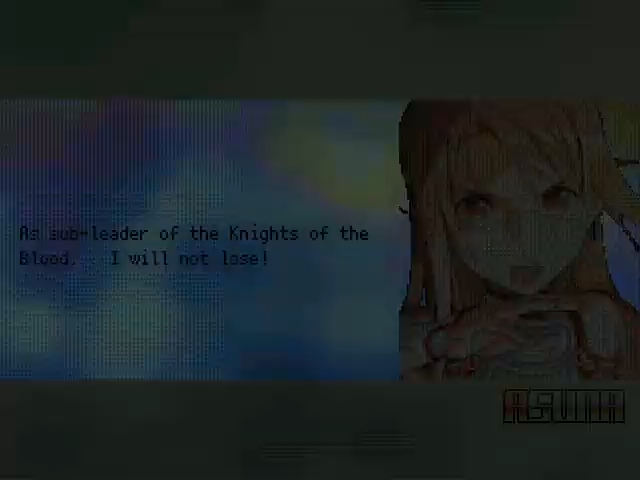 As sub-leader of the Knights of the
Blood... I will not lose!
ASUNA